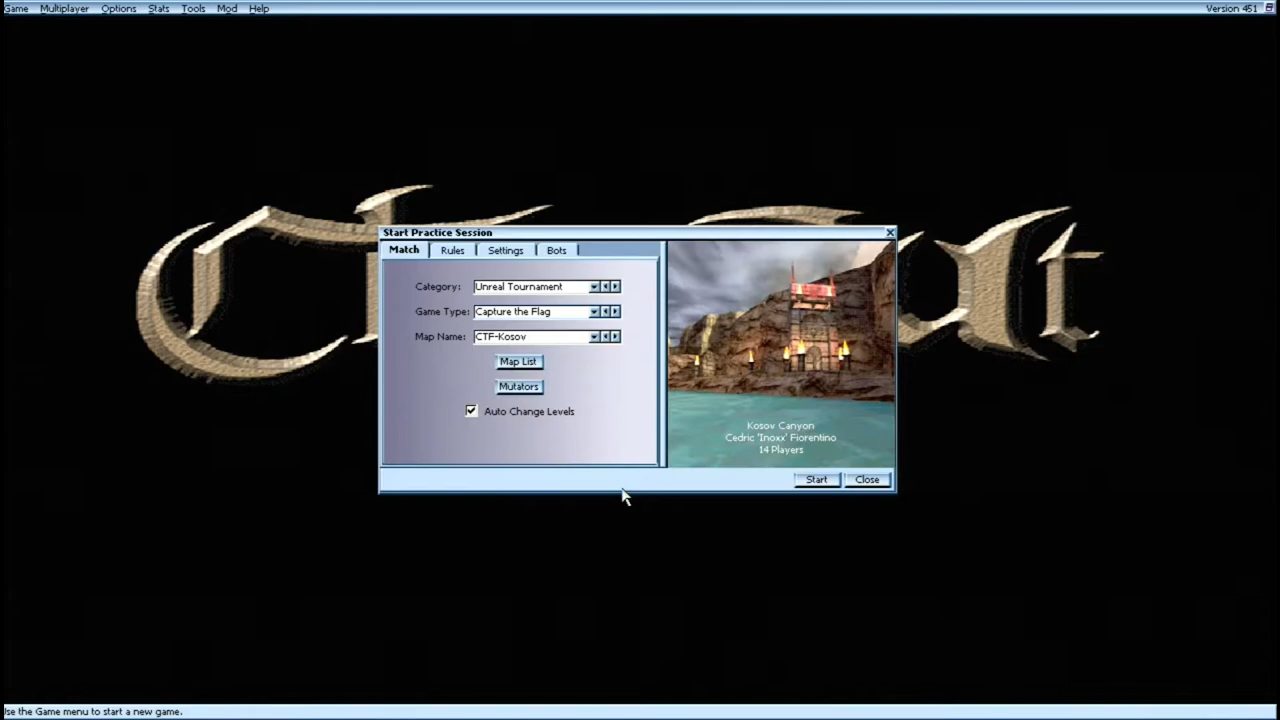 Game Multiplayer Options Stats Tools Mod Help Version 451
Start Practice Session
Match Rules Settings Bots
Category: Unreal Tournament
Game Type: Capture the Flag
Map Name: CTF-Kosov
Map List
Mutators
Auto Change Levels
Kosov Canyon
Cedric 'Inoxx' Fiorentino
14 Players
Start Close
Use the Game menu to start a new game.